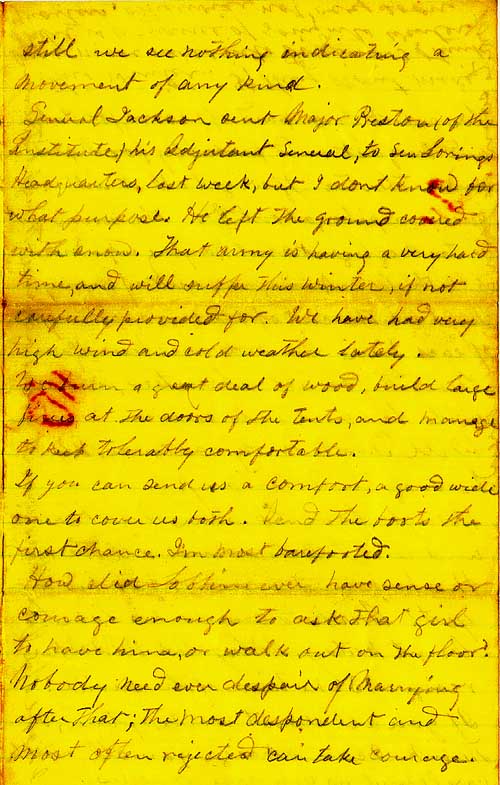 still we see nothing indicating a
movement of any kind.
General Jackson sent Major Preston (of the
Institute) his Adjutant General, to Gen Lorings
Headquarters, last week, but I dont know for
what purpose. He left the ground covered
with snow. That army is having a very hard
time, and will suffer this winter, if not
carefully provided for. We have had very
high wind and cold weather lately.
We burn a great deal of wood, build large
fires at the doors of the tents, and manage
to keep tolerably comfortable.
If you can send us a comfort, a good wide
one to cover us both. Send the boots the
first chance. I'm most barefooted.
How did ever have sense or
courage enough to ask that girl
to have him, or walk out on the floor?
Nobody need ever despair of Marrying
after that; the most despondent and
most often rejected can take courage.